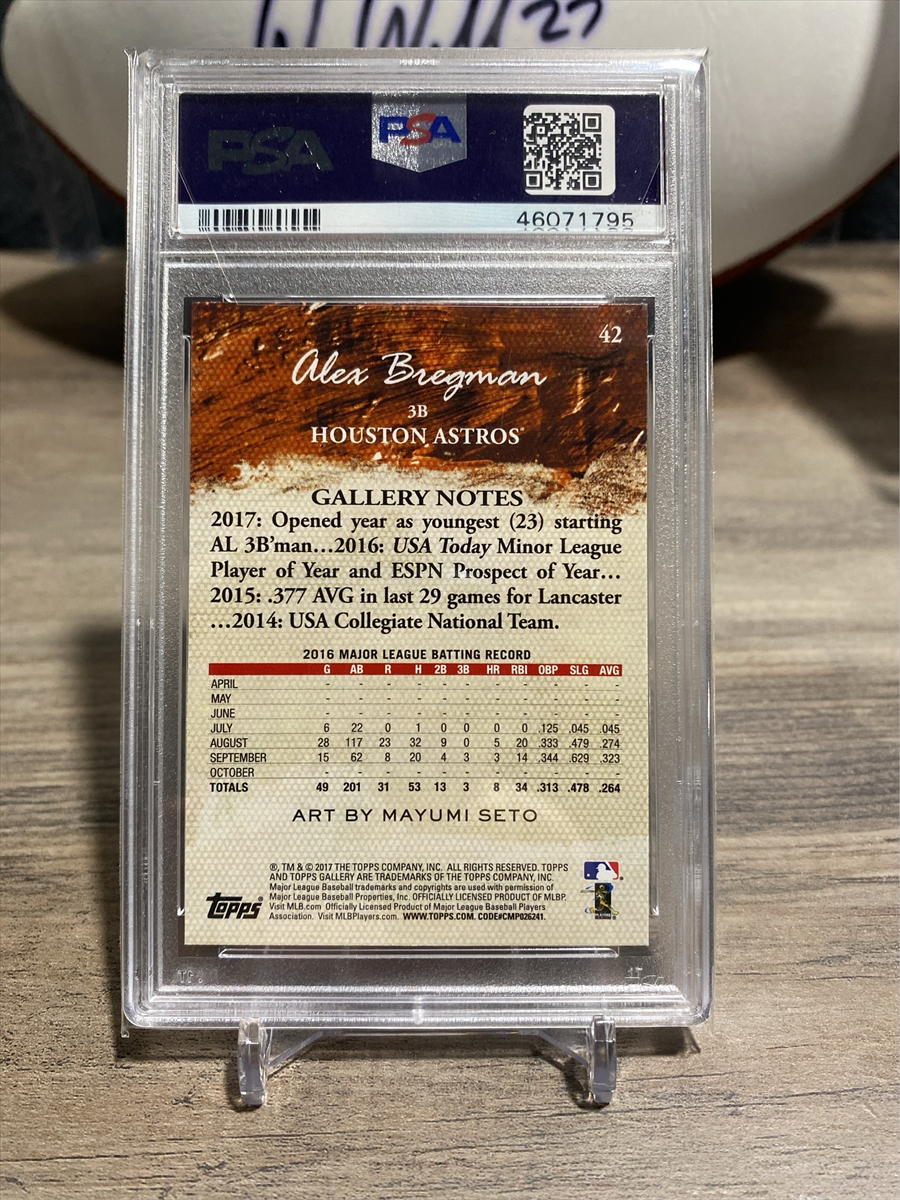 27
PSA
PSA
46071795
42
Alex Bregman
3B
HOUSTON ASTROS
GALLERY NOTES
2017: Opened year as youngest (23) starting
AL 3B'man...2016: USA Today Minor League
Player of Year and ESPN Prospect of Year...
2015: .377 AVG in last 29 games for Lancaster
...2014: USA Collegiate National Team.
2016 MAJOR LEAGUE BATTING RECORD
G AB R H 2B 3B HR RBI OBP SLG AVG
APRIL - - - - - - - - - - -
MAY - - - - - - - - - - -
JUNE - - - - - - - - - - -
JULY 6 22 0 1 0 0 0 0 .125 .045 .045
AUGUST 28 117 23 32 9 0 5 20 .333 .479 .274
SEPTEMBER 15 62 8 20 4 3 3 14 .344 .629 .323
OCTOBER - - - - - - - - - - -
TOTALS 49 201 31 53 13 3 8 34 .313 .478 .264
ART BY MAYUMI SETO
®, TM & © 2017 THE TOPPS COMPANY, INC. ALL RIGHTS RESERVED. TOPPS
AND TOPPS GALLERY ARE TRADEMARKS OF THE TOPPS COMPANY, INC.
Major League Baseball trademarks and copyrights are used with permission of
Major League Baseball Properties, Inc. OFFICIALLY LICENSED PRODUCT OF MLBP.
Visit MLB.com Officially Licensed Product of Major League Baseball Players
Association. Visit MLBPlayers.com. WWW.TOPPS.COM. CODE#CMP026241.
Topps